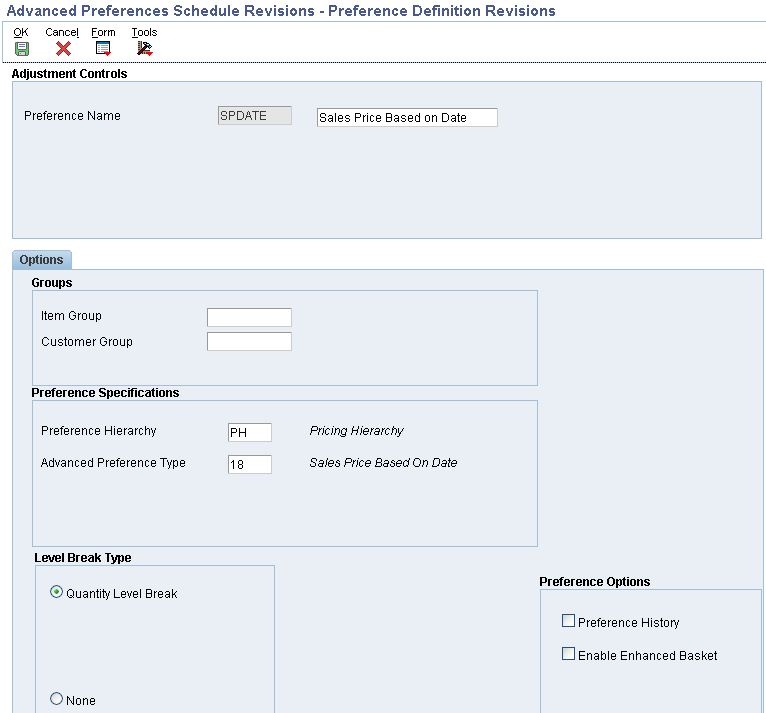 Advanced Preferences Schedule Revisions - Preference Definition Revisions
OK Cancel Form Tools
Adjustment Controls
Preference Name SPDATE Sales Price Based on Date
Options
Groups
Item Group
Customer Group
Preference Specifications
Preference Hierarchy PH Pricing Hierarchy
Advanced Preference Type 18 Sales Price Based On Date
Level Break Type
Quantity Level Break
None
Preference Options
Preference History
Enable Enhanced Basket